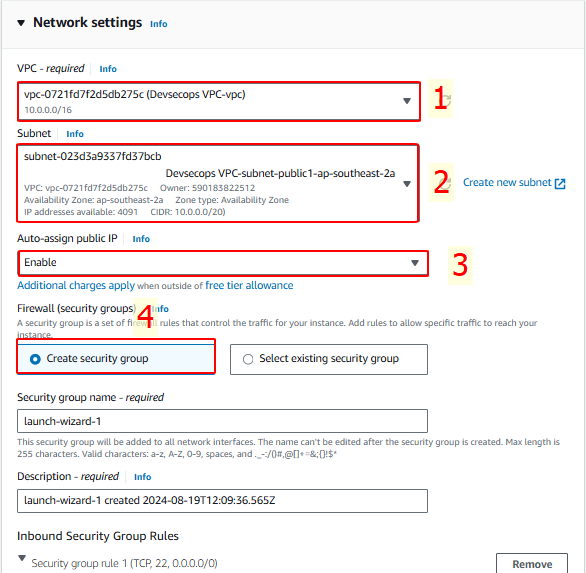 Network settings Info
VPC - required Info
vpc-0721fd7f2d5db275c (Devsecops VPC-vpc)
10.0.0.0/16
1
Subnet Info
subnet-023d3a9337fd37bcb
Devsecops VPC-subnet-public1-ap-southeast-2a
VPC: vpc-0721fd7f2d5db275c Owner: 590183822512
Availability Zone: ap-southeast-2a Zone type: Availability Zone
IP addresses available: 4091 CIDR: 10.0.0.0/20)
2
Create new subnet
Auto-assign public IP Info
Enable
3
Additional charges apply when outside of free tier allowance
Firewall (security groups) Info
4
A security group is a set of firewall rules that control the traffic for your instance. Add rules to allow specific traffic to reach your
instance.
Create security group
Select existing security group
Security group name - required
launch-wizard-1
This security group will be added to all network interfaces. The name can't be edited after the security group is created. Max length is
255 characters. Valid characters: a-z, A-Z, 0-9, spaces, and ._-:/()#,@[]+=&;{}!$*
Description - required Info
launch-wizard-1 created 2024-08-19T12:09:36.565Z
Inbound Security Group Rules
Security group rule 1 (TCP, 22, 0.0.0.0/0)
Remove